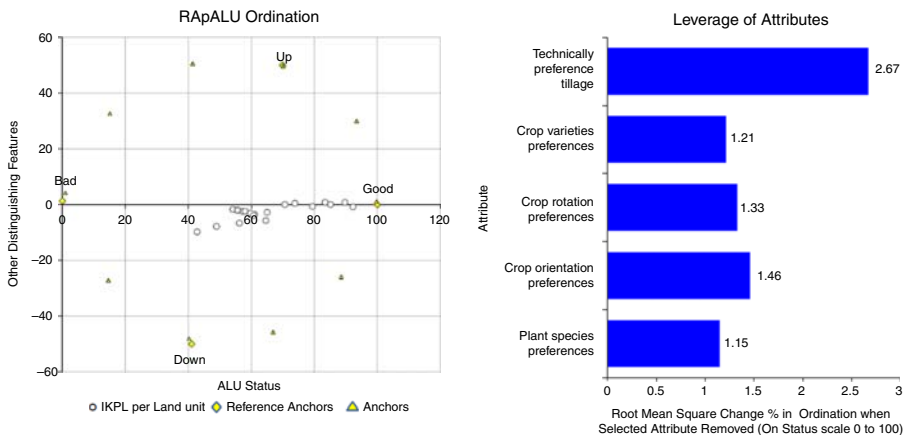 RApALU Ordination
Other Distinguishing Features
60
40
20
0
−20
−40
−60
0
20
40
60
80
100
120
Up
Bad
Good
Down
ALU Status
IKPL per Land unit
Reference Anchors
Anchors
Leverage of Attributes
Attribute
Technically
preference
tillage
2.67
Crop varieties
preferences
1.21
Crop rotation
preferences
1.33
Crop orientation
preferences
1.46
Plant species
preferences
1.15
0
0.5
1
1.5
2
2.5
3
Root Mean Square Change % in Ordination when
Selected Attribute Removed (On Status scale 0 to 100)